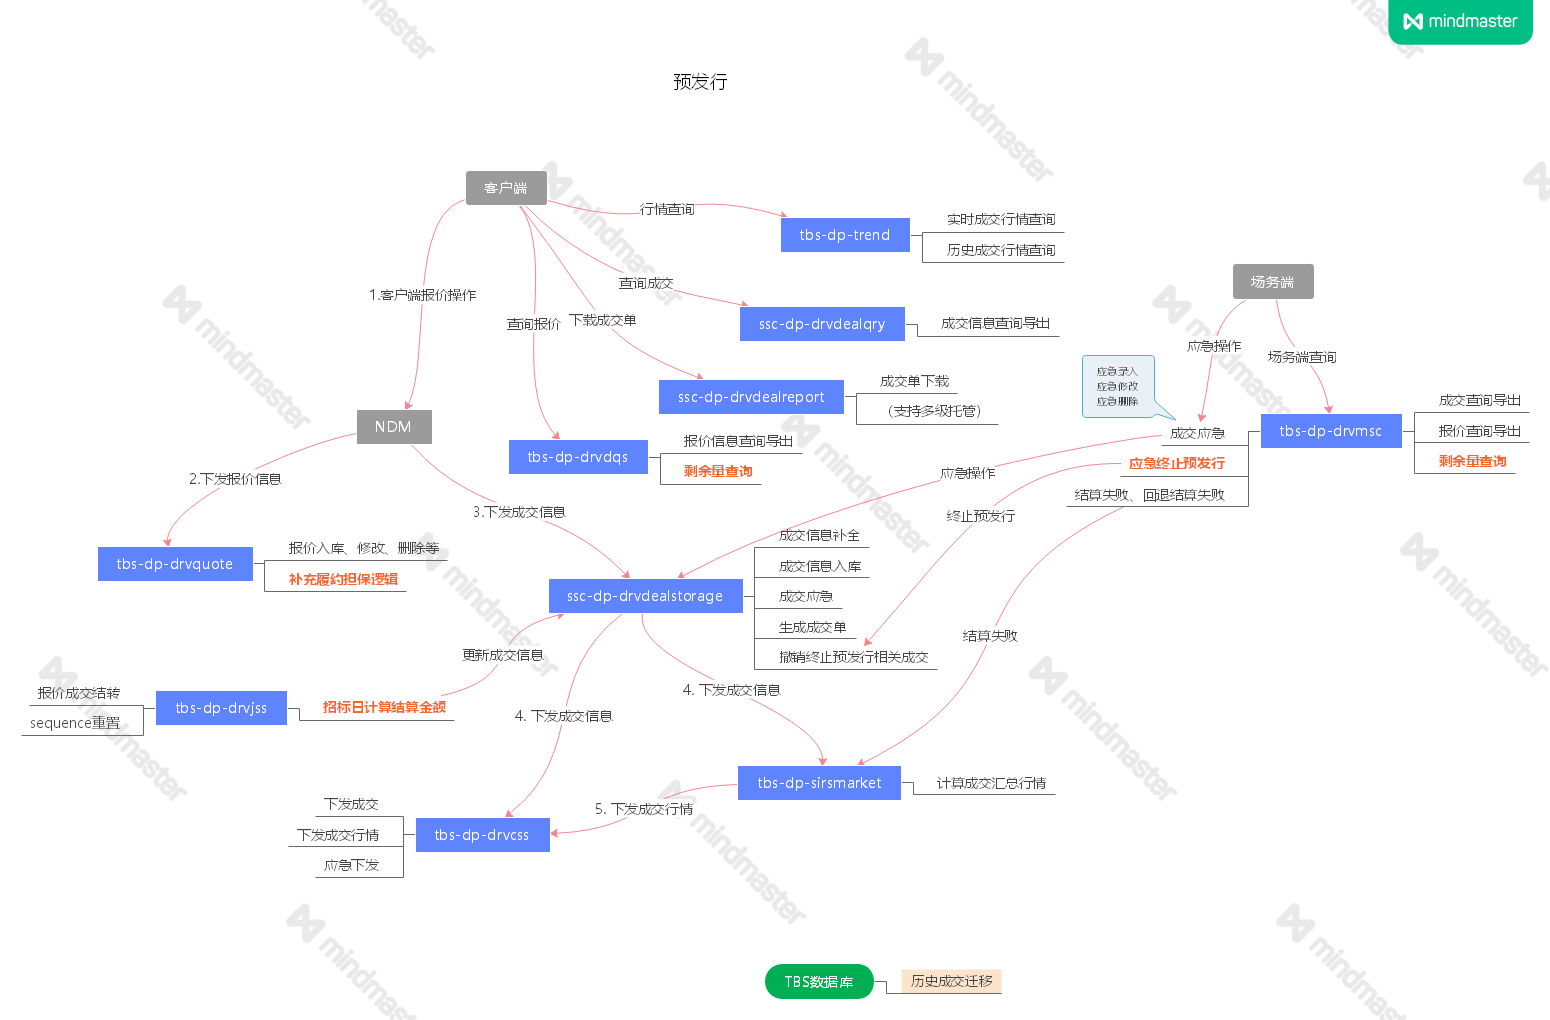 mindmaster
预发行
客户端
行情查询
tbs-dp-trend
实时成交行情查询
历史成交行情查询
场务端
1.客户端报价操作
查询成交
查询报价
下载成交单
ssc-dp-drvdealqry
成交信息查询导出
应急操作
场务端查询
应急录入
应急修改
应急删除
ssc-dp-drvdealreport
成交单下载
（支持多级托管）
NDM
tbs-dp-drvdqs
报价信息查询导出
剩余量查询
成交应急
应急终止预发行
结算失败、回退结算失败
tbs-dp-drvmsc
成交查询导出
报价查询导出
剩余量查询
2.下发报价信息
3.下发成交信息
应急操作
终止预发行
tbs-dp-drvquote
报价入库、修改、删除等
补充履约担保逻辑
ssc-dp-drvdealstorage
成交信息补全
成交信息入库
成交应急
生成成交单
撤销终止预发行相关成交
结算失败
更新成交信息
报价成交结转
sequence重置
tbs-dp-drvjss
招标日计算结算金额
4. 下发成交信息
4. 下发成交信息
tbs-dp-sirsmarket
计算成交汇总行情
5. 下发成交行情
下发成交
下发成交行情
应急下发
tbs-dp-drvcss
TBS数据库
历史成交迁移